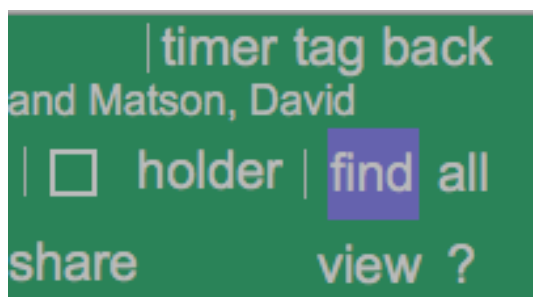 timer tag back
and Matson, David
holder find all
share view ?